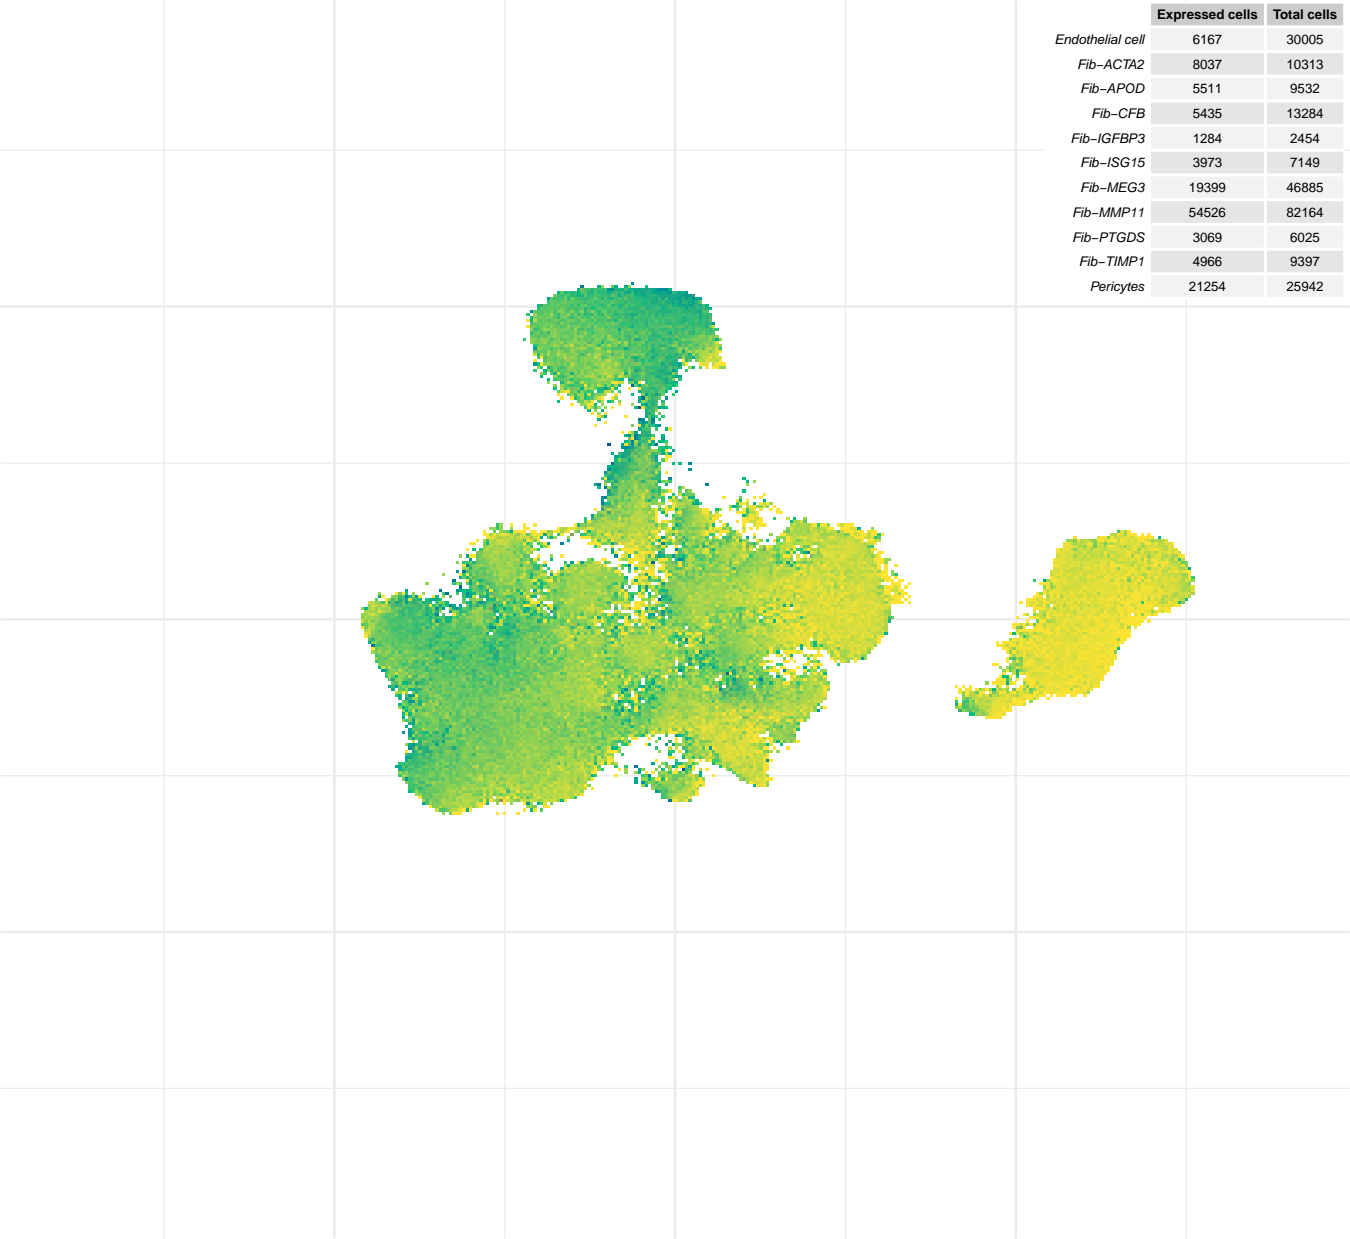 Expressed cells Total cells
Endothelial cell 6167 30005
Fib−ACTA2 8037 10313
Fib−APOD 5511 9532
Fib−CFB 5435 13284
Fib−IGFBP3 1284 2454
Fib−ISG15 3973 7149
Fib−MEG3 19399 46885
Fib−MMP11 54526 82164
Fib−PTGDS 3069 6025
Fib−TIMP1 4966 9397
Pericytes 21254 25942